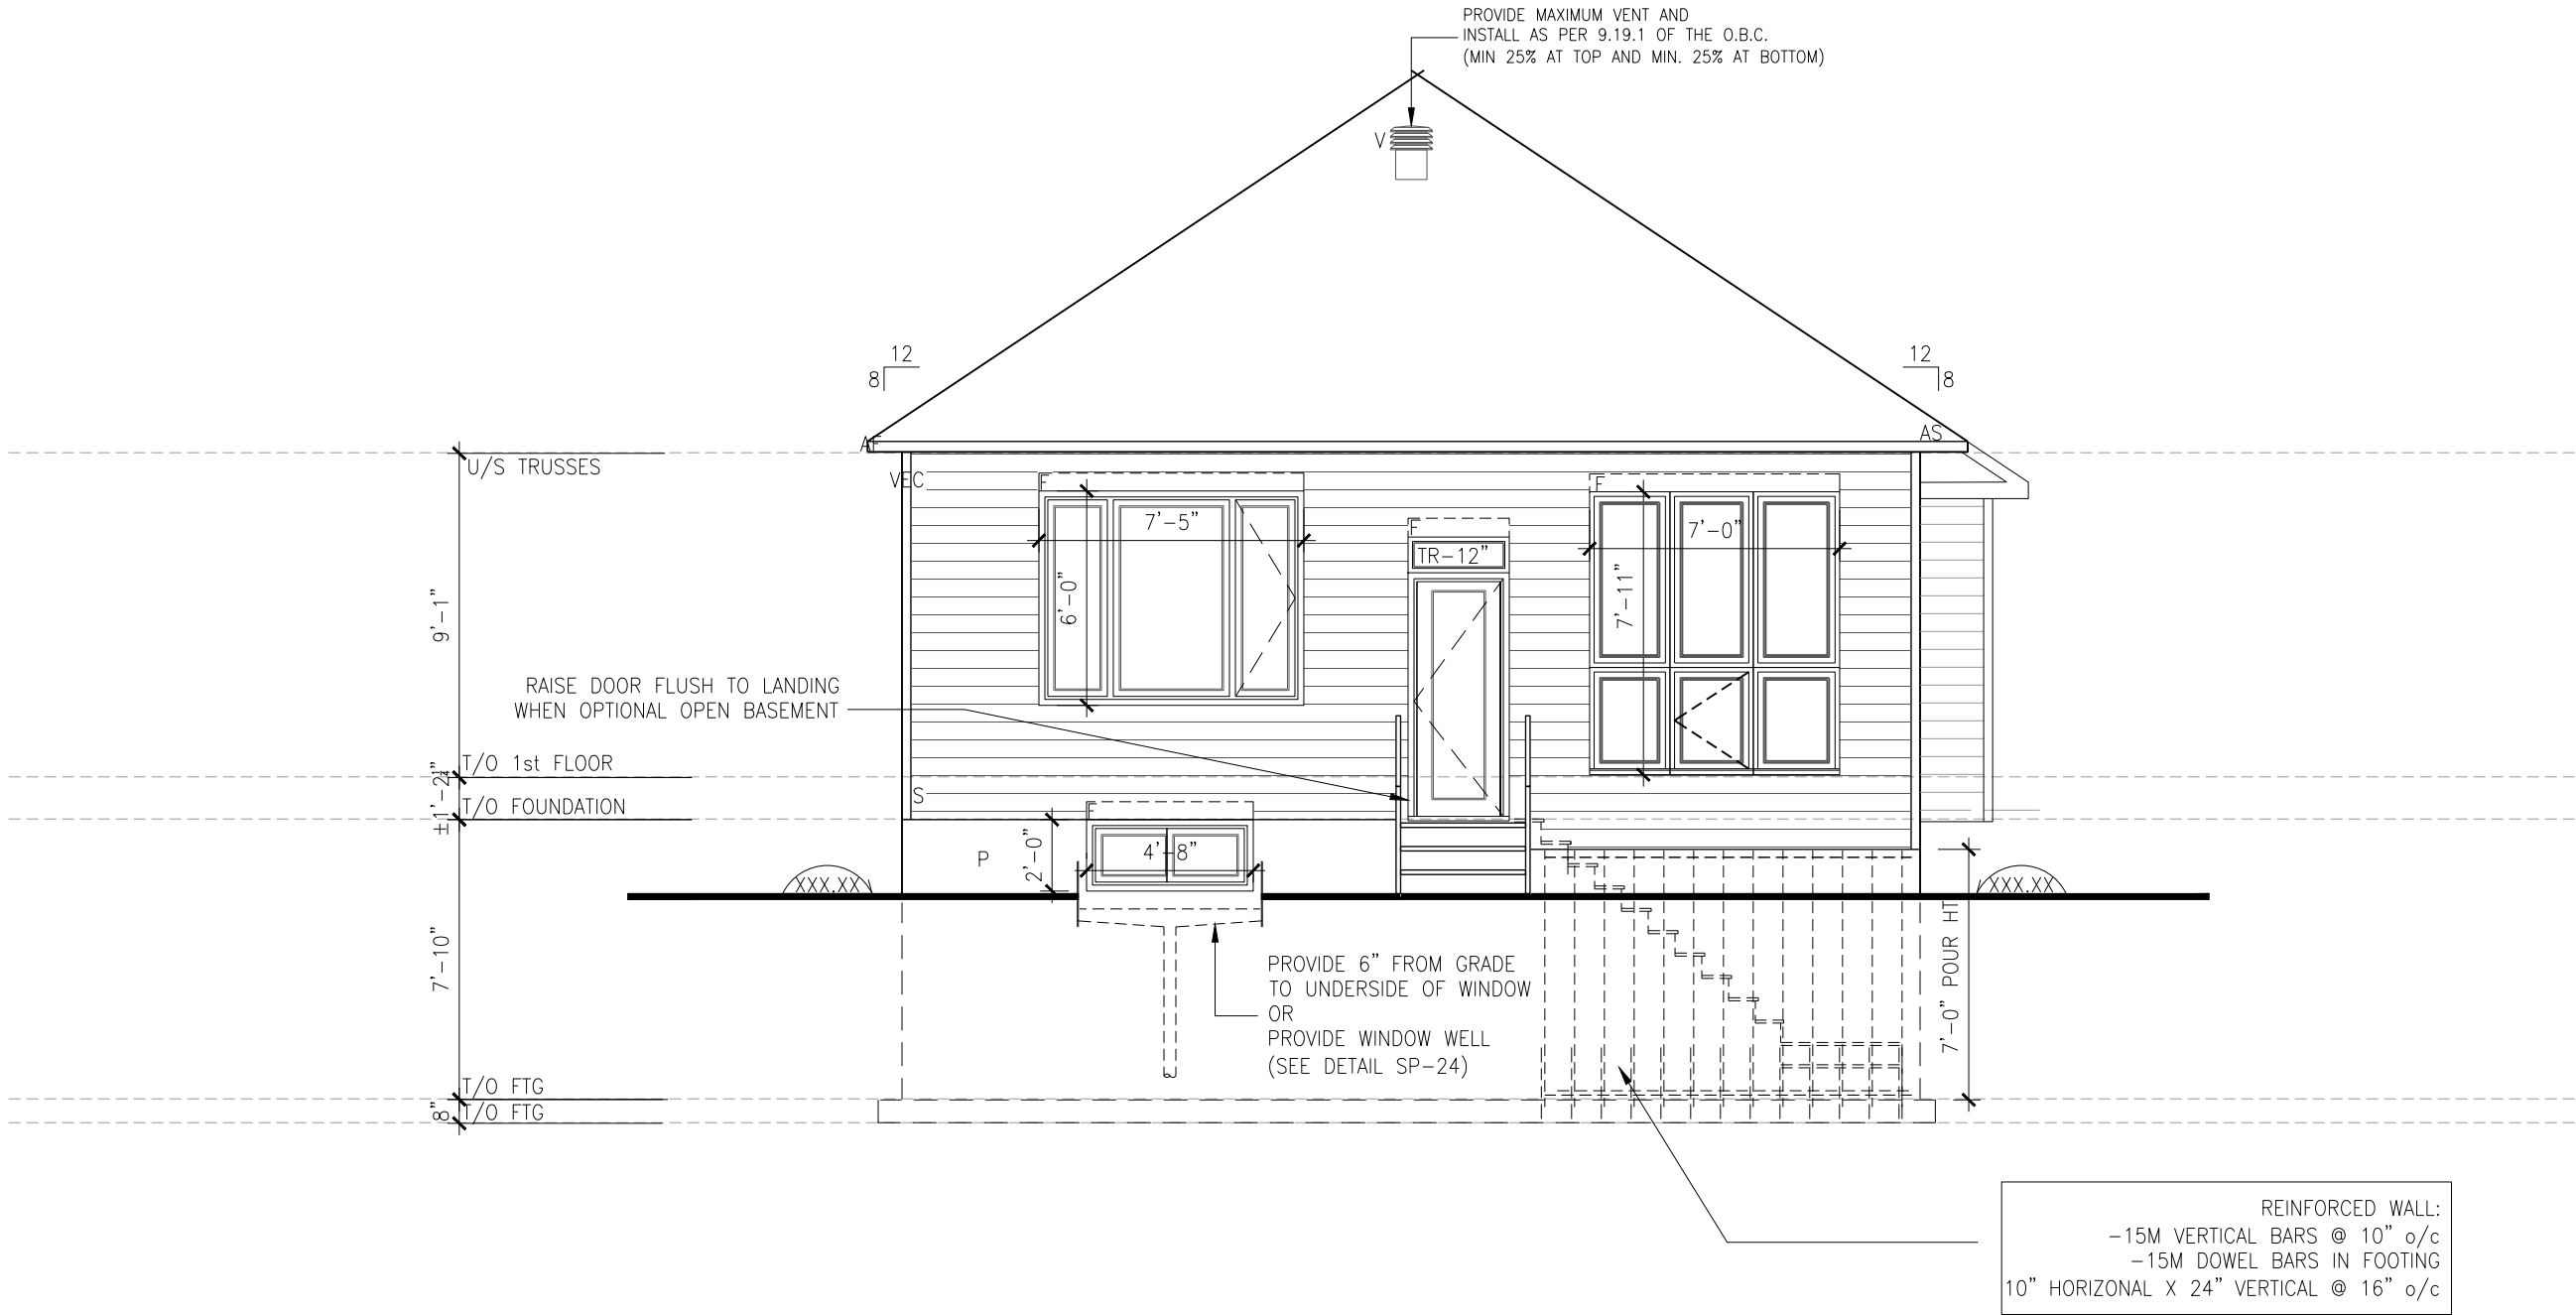 PROVIDE MAXIMUM VENT AND
INSTALL AS PER 9.19.1 OF THE O.B.C.
(MIN 25% AT TOP AND MIN. 25% AT BOTTOM)
V
12
8
12
8
AS
U/S TRUSSES
VEC
F
F
7'-5"
7'-0"
F
TR-12"
6'-0"
7'-11"
9'-1"
RAISE DOOR FLUSH TO LANDING
WHEN OPTIONAL OPEN BASEMENT
T/O 1st FLOOR
S
±1'-2¼"
T/O FOUNDATION
F
P
2'-0"
4'-8"
XXX.XX
XXX.XX
7'-10"
7'-0" POUR HT
PROVIDE 6" FROM GRADE
TO UNDERSIDE OF WINDOW
OR
PROVIDE WINDOW WELL
(SEE DETAIL SP-24)
T/O FTG
8"
T/O FTG
REINFORCED WALL:
-15M VERTICAL BARS @ 10" o/c
-15M DOWEL BARS IN FOOTING
10" HORIZONAL X 24" VERTICAL @ 16" o/c